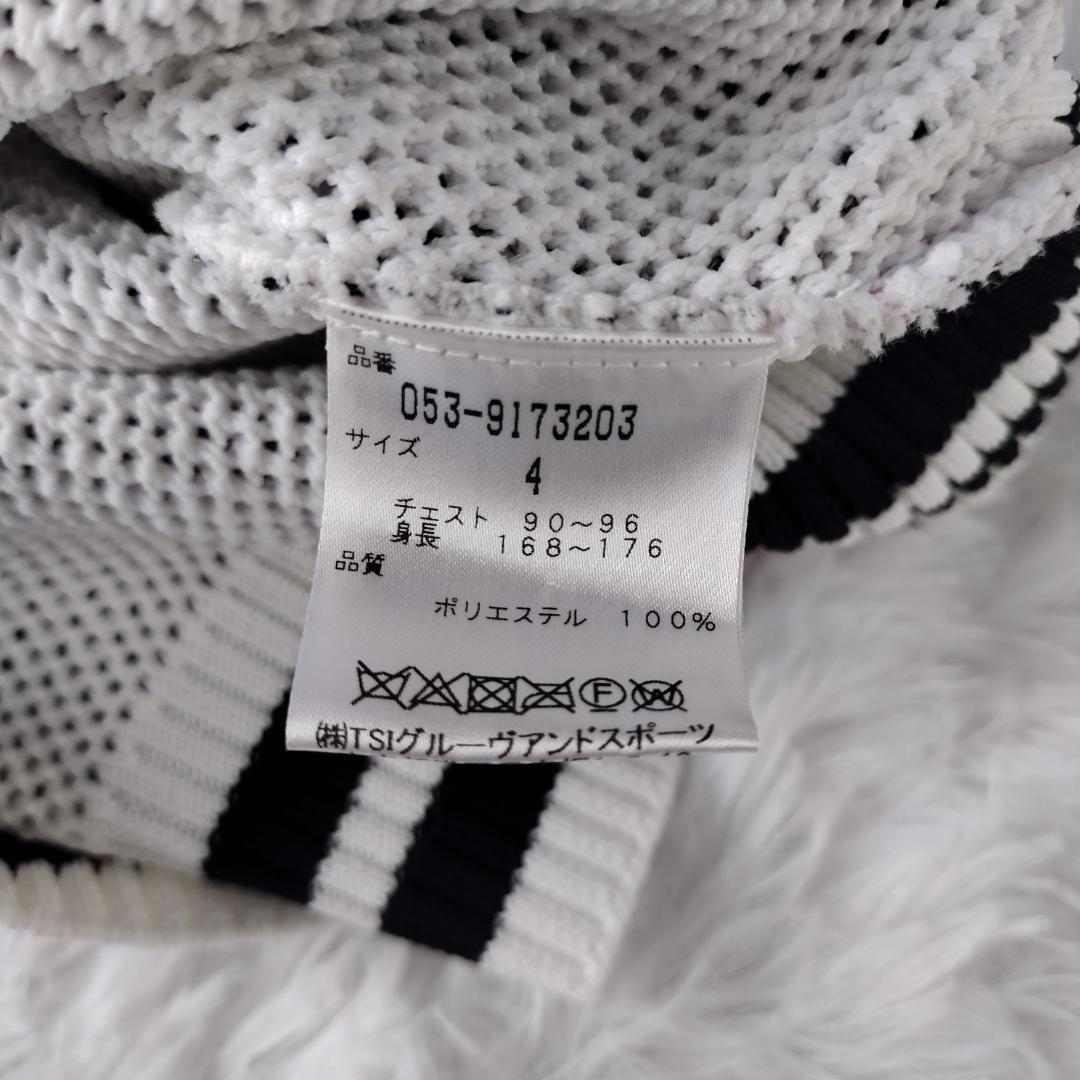 品番
053-9173203
サイズ
4
チェスト 90~96
身長 168~176
品質
ポリエステル 100%
F W
㈱TSIグルーヴアンドスポーツ